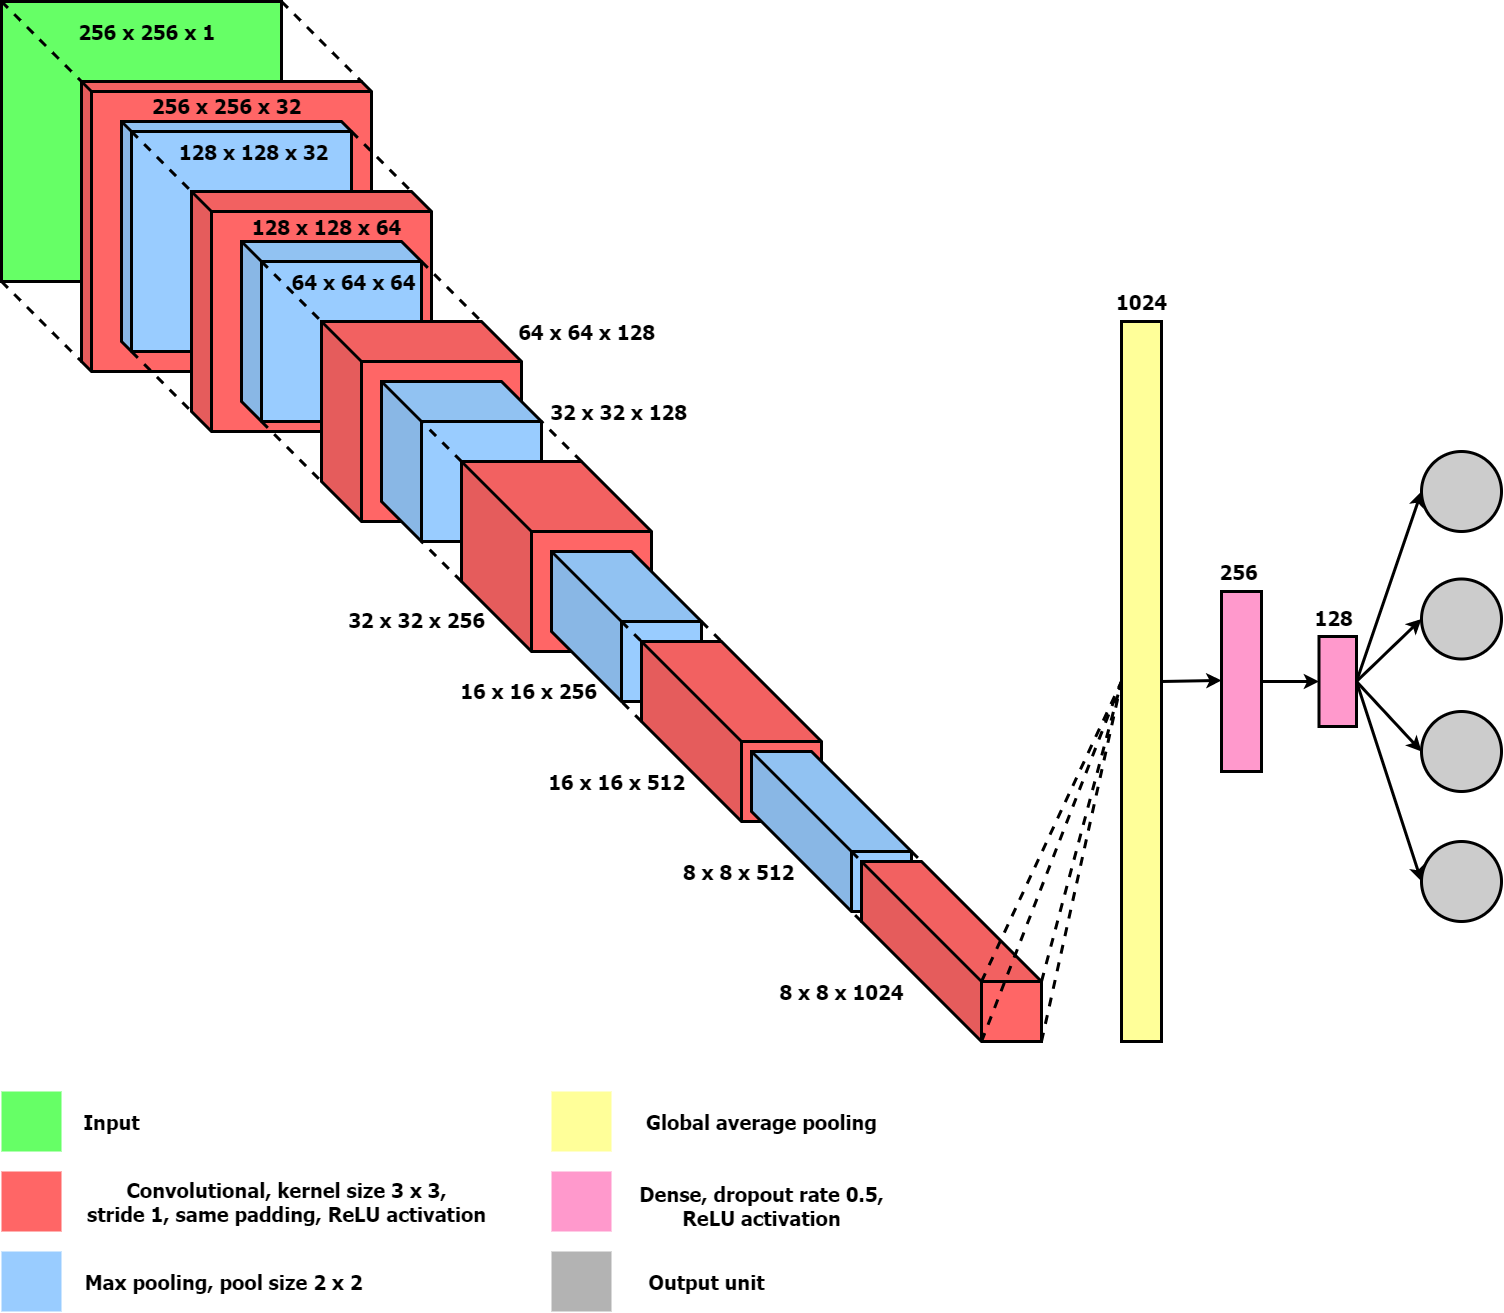 256 x 256 x 1
256 x 256 x 32
128 x 128 x 32
128 x 128 x 64
64 x 64 x 64
64 x 64 x 128
32 x 32 x 128
32 x 32 x 256
16 x 16 x 256
16 x 16 x 512
8 x 8 x 512
8 x 8 x 1024
1024
256
128
Input
Convolutional, kernel size 3 x 3,
stride 1, same padding, ReLU activation
Max pooling, pool size 2 x 2
Global average pooling
Dense, dropout rate 0.5,
ReLU activation
Output unit